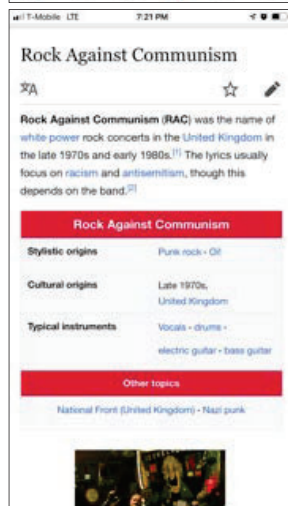 T-Mobile LTE 7:21 PM
Rock Against Communism
Rock Against Communism (RAC) was the name of
white power rock concerts in the United Kingdom in
the late 1970s and early 1980s.[1] The lyrics usually
focus on racism and antisemitism, though this
depends on the band.[2]
Rock Against Communism
Stylistic origins Punk rock · Oi!
Cultural origins Late 1970s,
United Kingdom
Typical instruments Vocals · drums ·
electric guitar · bass guitar
Other topics
National Front (United Kingdom) · Nazi punk